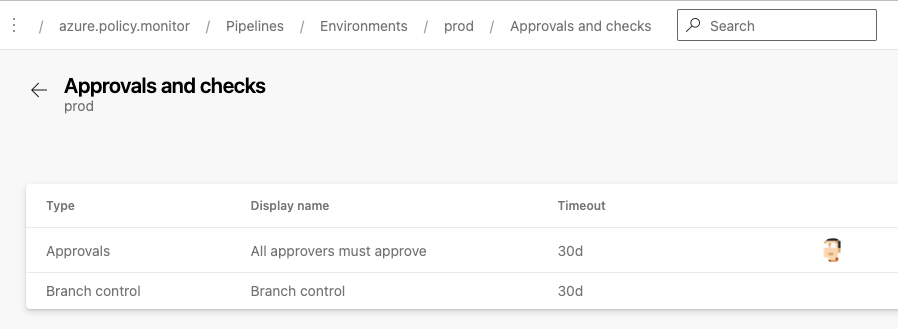 / azure.policy.monitor / Pipelines / Environments / prod / Approvals and checks Search
Approvals and checks
prod
Type Display name Timeout
Approvals All approvers must approve 30d
Branch control Branch control 30d